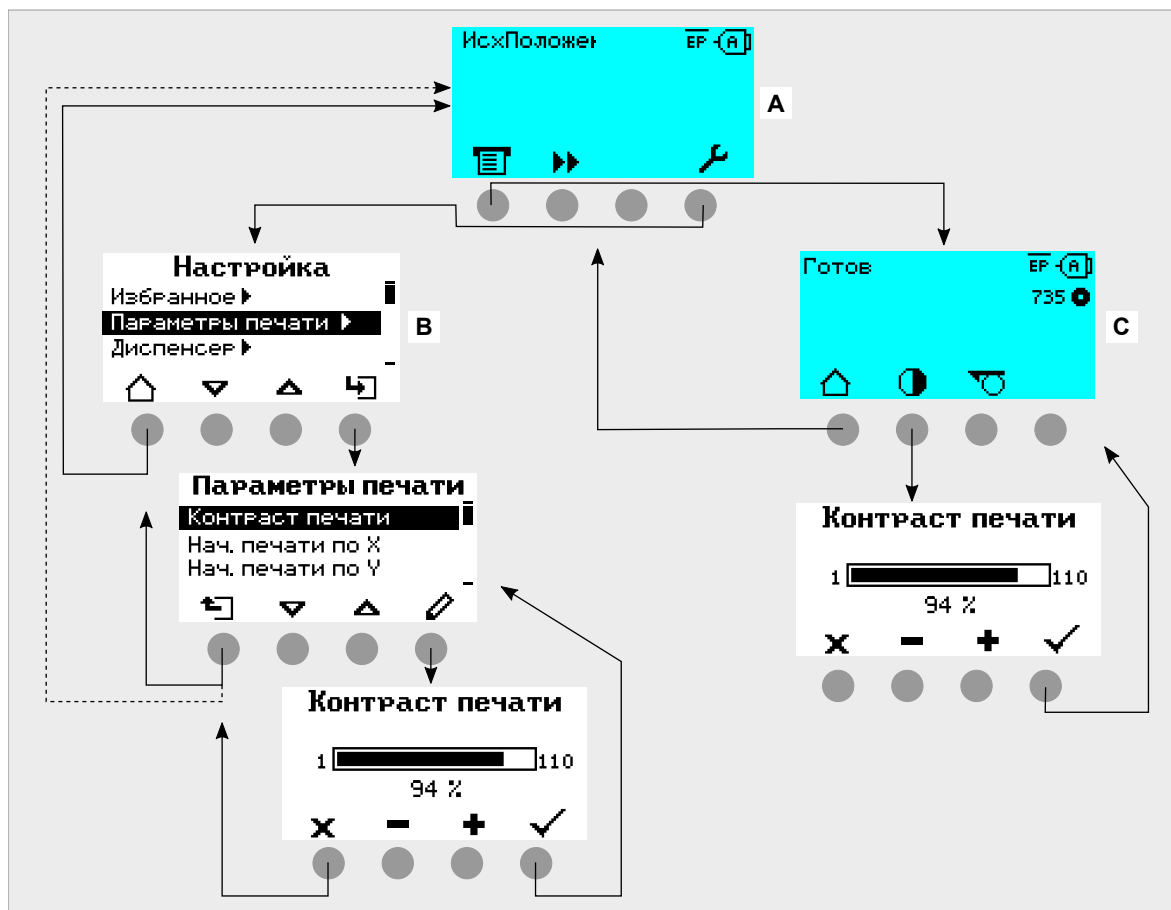 ИсхПоложен
EP A
A
Настройка
Избранное
Параметры печати
Диспенсер
B
Готов
EP A
735
C
Параметры печати
Контраст печати
Нач. печати по X
Нач. печати по Y
Контраст печати
1 110
94 %
Контраст печати
1 110
94 %